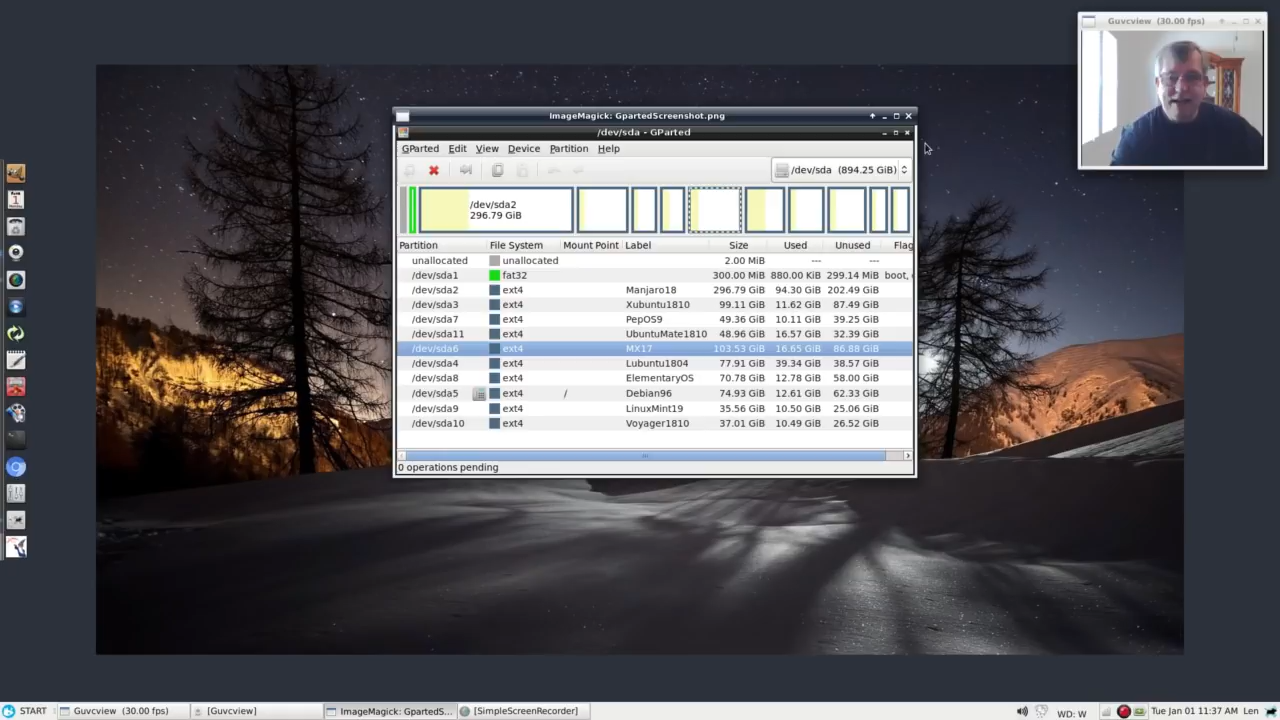 Guvcview (30.00 fps)
ImageMagick: GpartedScreenshot.png
/dev/sda - GParted
GParted Edit View Device Partition Help
/dev/sda (894.25 GiB)
/dev/sda2
296.79 GiB
Partition File System Mount Point Label Size Used Unused Flag
unallocated unallocated 2.00 MiB --- ---
/dev/sda1 fat32 300.00 MiB 880.00 KiB 299.14 MiB boot,
/dev/sda2 ext4 Manjaro18 296.79 GiB 94.30 GiB 202.49 GiB
/dev/sda3 ext4 Xubuntu1810 99.11 GiB 11.62 GiB 87.49 GiB
/dev/sda7 ext4 PepOS9 49.36 GiB 10.11 GiB 39.25 GiB
/dev/sda11 ext4 UbuntuMate1810 48.96 GiB 16.57 GiB 32.39 GiB
/dev/sda6 ext4 MX17 103.53 GiB 16.65 GiB 86.88 GiB
/dev/sda4 ext4 Lubuntu1804 77.91 GiB 39.34 GiB 38.57 GiB
/dev/sda8 ext4 ElementaryOS 70.78 GiB 12.78 GiB 58.00 GiB
/dev/sda5 ext4 / Debian96 74.93 GiB 12.61 GiB 62.33 GiB
/dev/sda9 ext4 LinuxMint19 35.56 GiB 10.50 GiB 25.06 GiB
/dev/sda10 ext4 Voyager1810 37.01 GiB 10.49 GiB 26.52 GiB
0 operations pending
START Guvcview (30.00 fps) [Guvcview] ImageMagick: GpartedS... [SimpleScreenRecorder] WD: W Tue Jan 01 11:37 AM Len